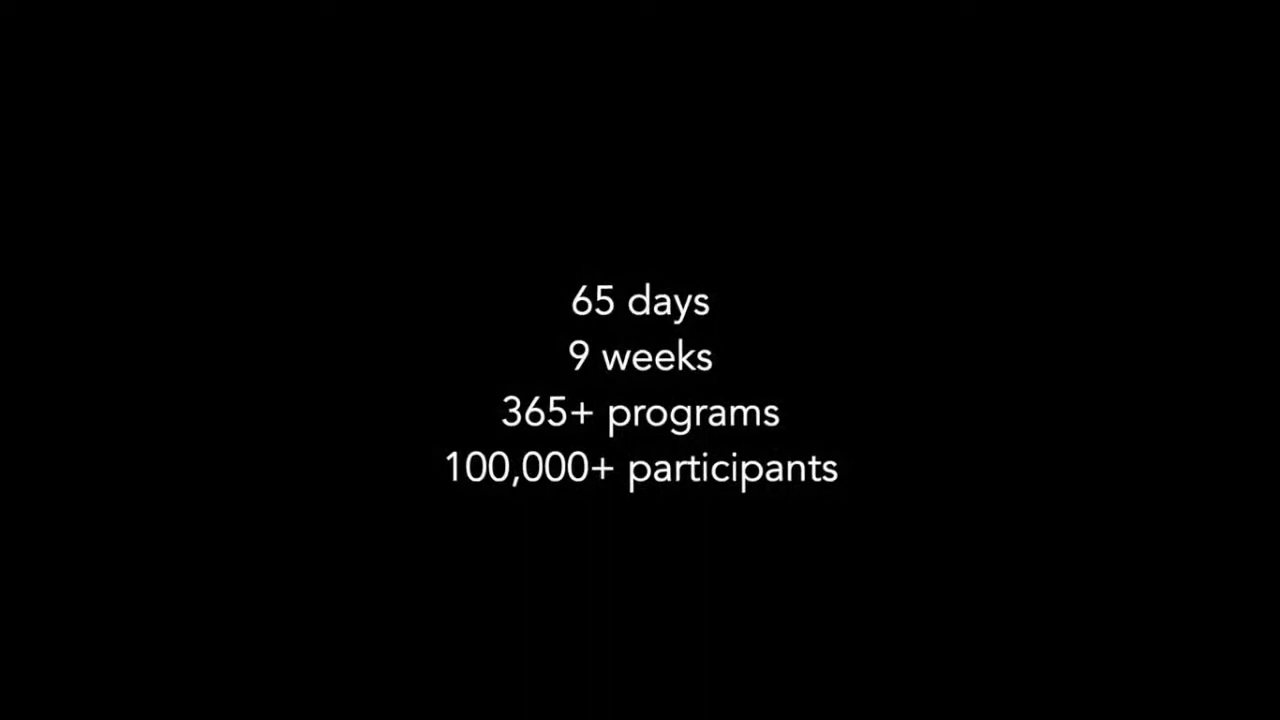 65 days
9 weeks
365+ programs
100,000+ participants